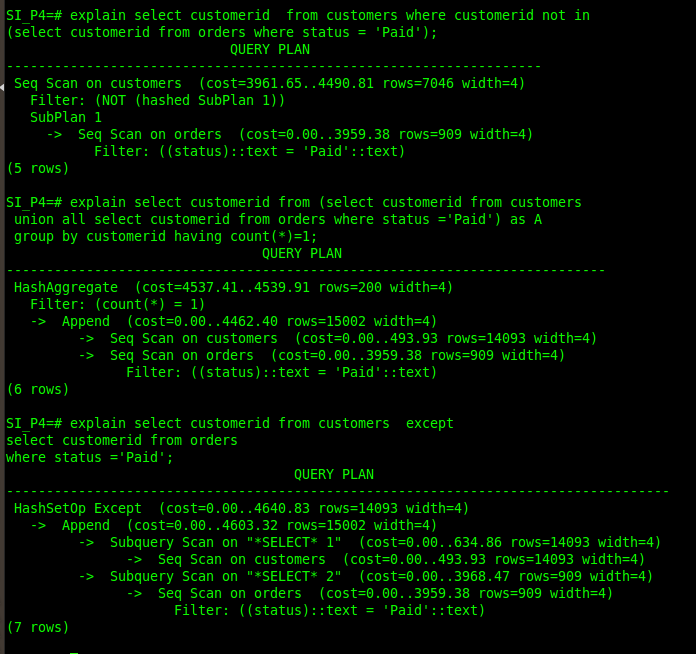 SI_P4=# explain select customerid  from customers where customerid not in
(select customerid from orders where status = 'Paid');
                            QUERY PLAN
-------------------------------------------------------------------
 Seq Scan on customers  (cost=3961.65..4490.81 rows=7046 width=4)
   Filter: (NOT (hashed SubPlan 1))
   SubPlan 1
     ->  Seq Scan on orders  (cost=0.00..3959.38 rows=909 width=4)
           Filter: ((status)::text = 'Paid'::text)
(5 rows)

SI_P4=# explain select customerid from (select customerid from customers
 union all select customerid from orders where status ='Paid') as A
 group by customerid having count(*)=1;
                                QUERY PLAN
---------------------------------------------------------------------------
 HashAggregate  (cost=4537.41..4539.91 rows=200 width=4)
   Filter: (count(*) = 1)
   ->  Append  (cost=0.00..4462.40 rows=15002 width=4)
         ->  Seq Scan on customers  (cost=0.00..493.93 rows=14093 width=4)
         ->  Seq Scan on orders  (cost=0.00..3959.38 rows=909 width=4)
               Filter: ((status)::text = 'Paid'::text)
(6 rows)

SI_P4=# explain select customerid from customers  except
select customerid from orders
where status ='Paid';
                                    QUERY PLAN
-----------------------------------------------------------------------------------
 HashSetOp Except  (cost=0.00..4640.83 rows=14093 width=4)
   ->  Append  (cost=0.00..4603.32 rows=15002 width=4)
         ->  Subquery Scan on "*SELECT* 1"  (cost=0.00..634.86 rows=14093 width=4)
               ->  Seq Scan on customers  (cost=0.00..493.93 rows=14093 width=4)
         ->  Subquery Scan on "*SELECT* 2"  (cost=0.00..3968.47 rows=909 width=4)
               ->  Seq Scan on orders  (cost=0.00..3959.38 rows=909 width=4)
                     Filter: ((status)::text = 'Paid'::text)
(7 rows)